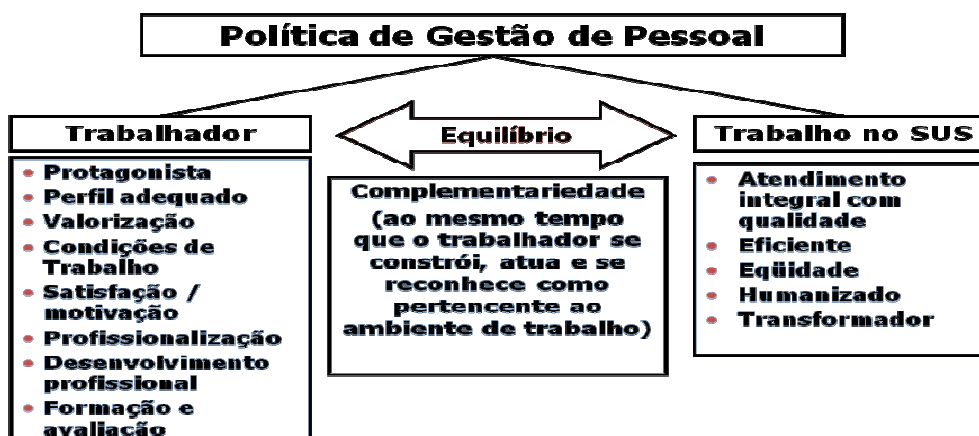 Política de Gestão de Pessoal
Trabalhador
• Protagonista
• Perfil adequado
• Valorização
• Condições de
Trabalho
• Satisfação /
motivação
• Profissionalização
• Desenvolvimento
profissional
• Formação e
avaliação
Equilíbrio
Complementariedade
(ao mesmo tempo
que o trabalhador se
constrói, atua e se
reconhece como
pertencente ao
ambiente de trabalho)
Trabalho no SUS
• Atendimento
integral com
qualidade
• Eficiente
• Eqüidade
• Humanizado
• Transformador